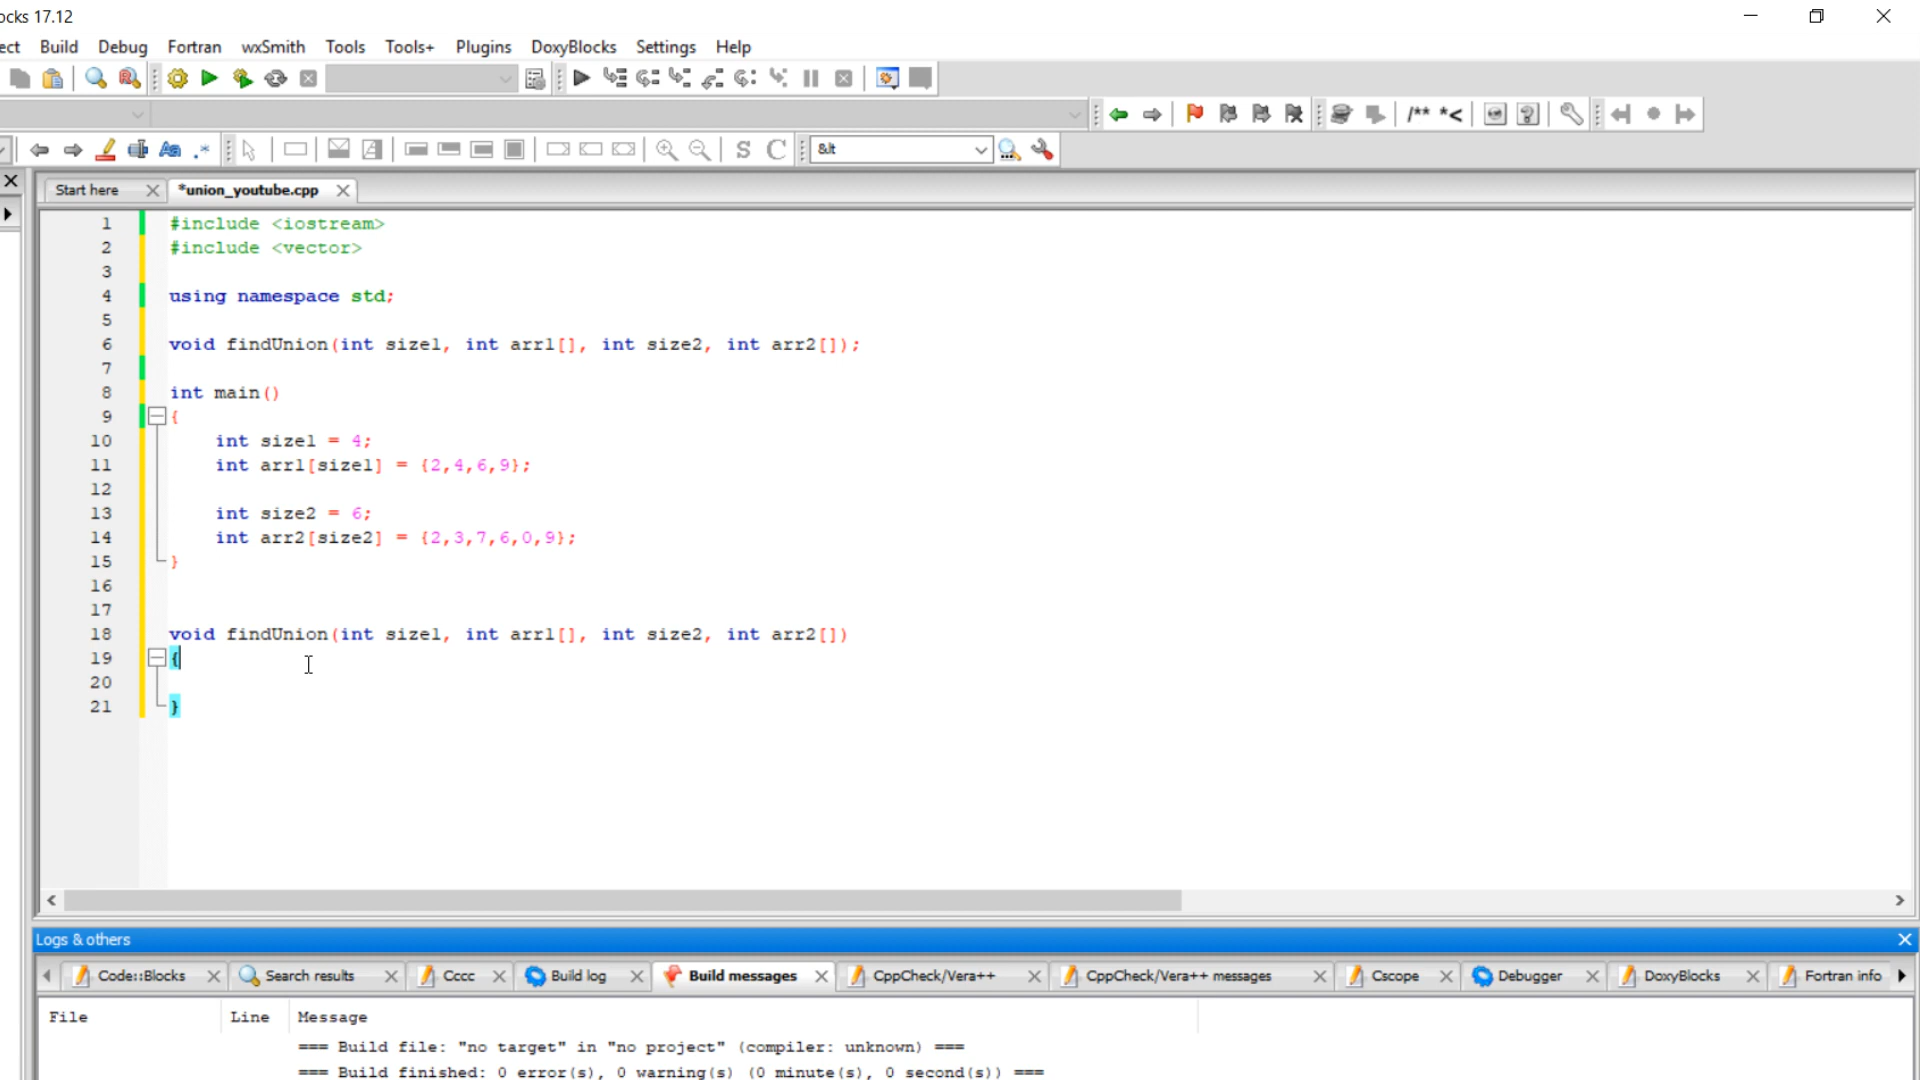 ocks 17.12
ect Build Debug Fortran wxSmith Tools Tools+ Plugins DoxyBlocks Settings Help
/** *<
Aa .* S C &lt
Start here *union_youtube.cpp
1 #include <iostream>
2 #include <vector>
3
4 using namespace std;
5
6 void findUnion(int size1, int arr1[], int size2, int arr2[]);
7
8 int main()
9 {
10 int size1 = 4;
11 int arr1[size1] = {2,4,6,9};
12
13 int size2 = 6;
14 int arr2[size2] = {2,3,7,6,0,9};
15 }
16
17
18 void findUnion(int size1, int arr1[], int size2, int arr2[])
19 {
20
21 }
Logs & others
Code::Blocks Search results Cccc Build log Build messages CppCheck/Vera++ CppCheck/Vera++ messages Cscope Debugger DoxyBlocks Fortran info
File Line Message
=== Build file: "no target" in "no project" (compiler: unknown) ===
=== Build finished: 0 error(s), 0 warning(s) (0 minute(s), 0 second(s)) ===